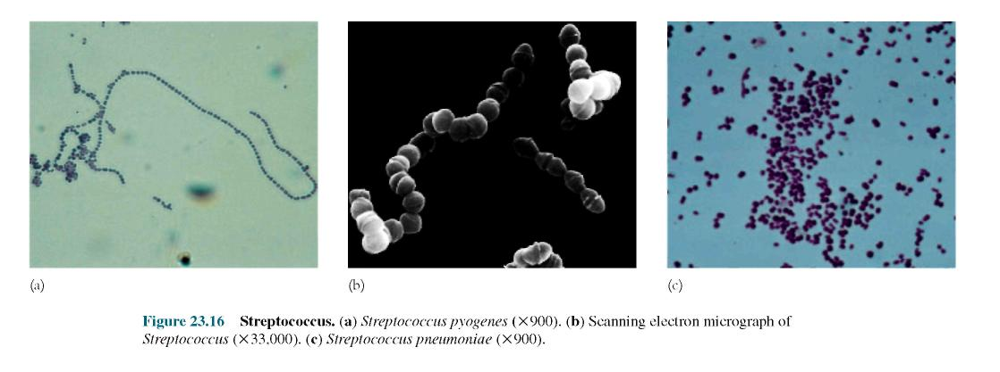 (a)
(b)
(c)
Figure 23.16 Streptococcus. (a) Streptococcus pyogenes (×900). (b) Scanning electron micrograph of
Streptococcus (×33,000). (c) Streptococcus pneumoniae (×900).